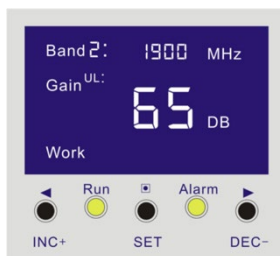 Band 2: 1900 MHz
Gain UL:
65 DB
Work
Run Alarm
INC+ SET DEC-